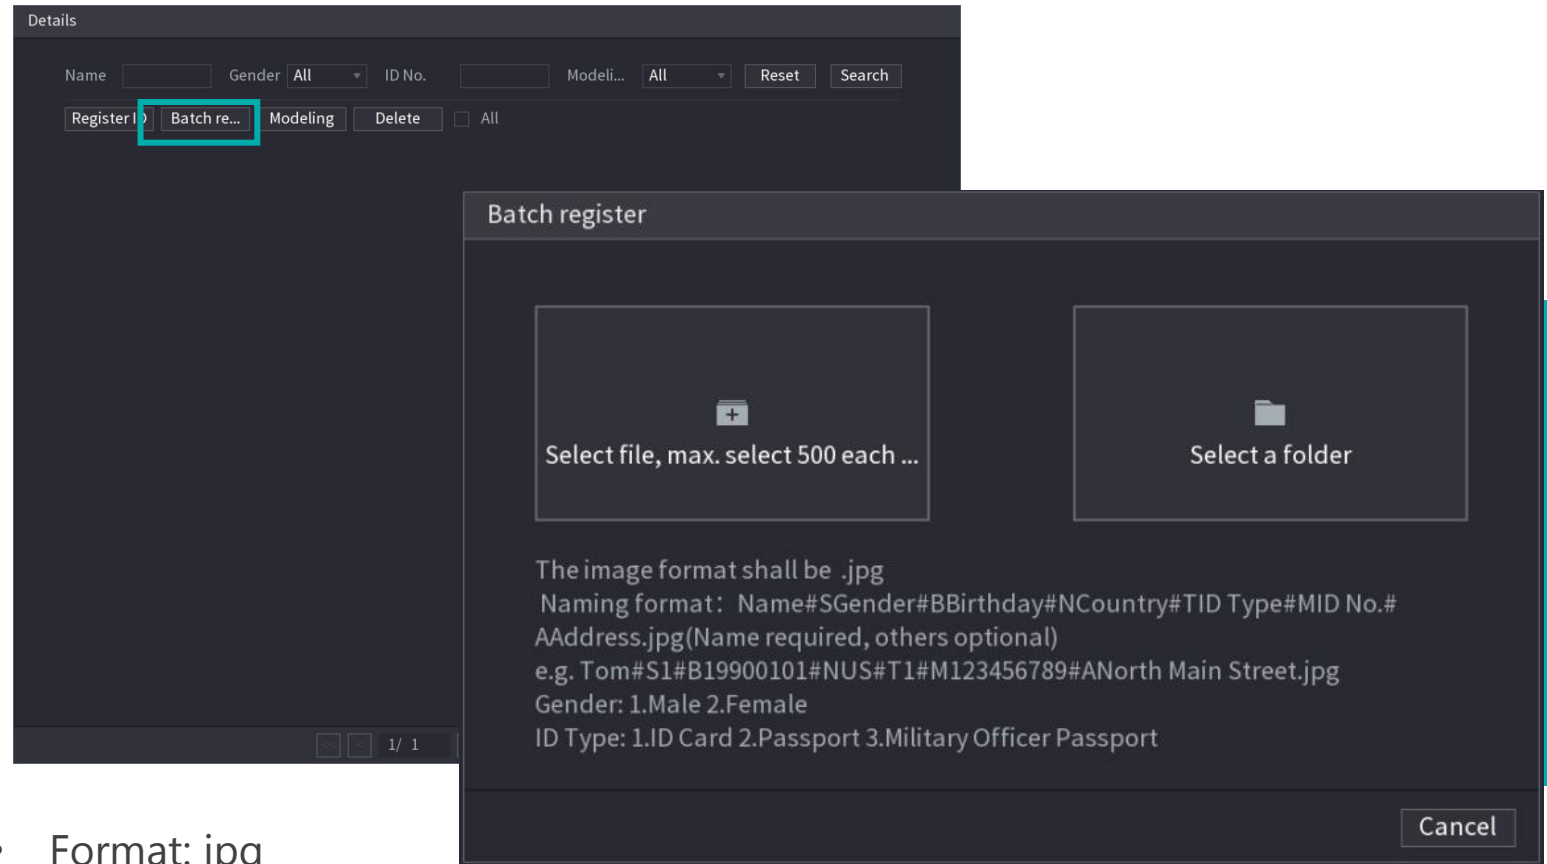 Details
Name Gender All ID No. Modeli... All Reset Search
Register ID Batch re... Modeling Delete All
Batch register
Select file, max. select 500 each ... Select a folder
The image format shall be .jpg
Naming format：Name#SGender#BBirthday#NCountry#TID Type#MID No.#
AAddress.jpg(Name required, others optional)
e.g. Tom#S1#B19900101#NUS#T1#M123456789#ANorth Main Street.jpg
Gender: 1.Male 2.Female
ID Type: 1.ID Card 2.Passport 3.Military Officer Passport
<< < 1/ 1
Cancel
• Format: jpg